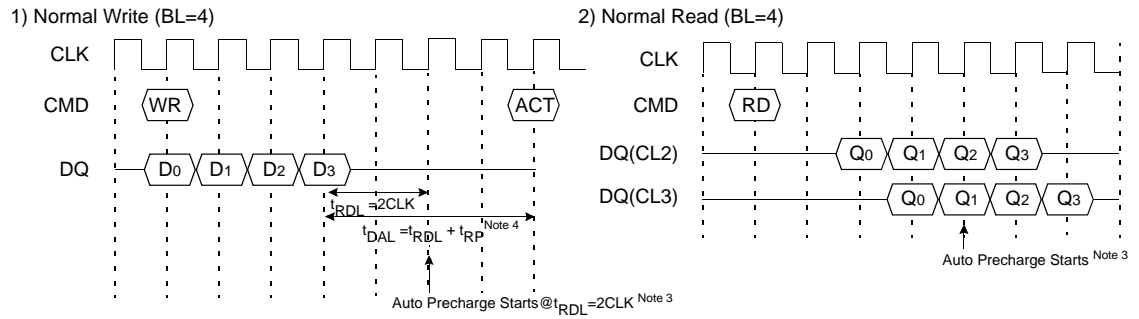 1) Normal Write (BL=4)
CLK
CMD
WR
ACT
DQ
D0 D1 D2 D3
tRDL =2CLK
tDAL =tRDL + tRP Note 4
Auto Precharge Starts@tRDL=2CLK Note 3
2) Normal Read (BL=4)
CLK
CMD
RD
DQ(CL2)
Q0 Q1 Q2 Q3
DQ(CL3)
Q0 Q1 Q2 Q3
Auto Precharge Starts Note 3